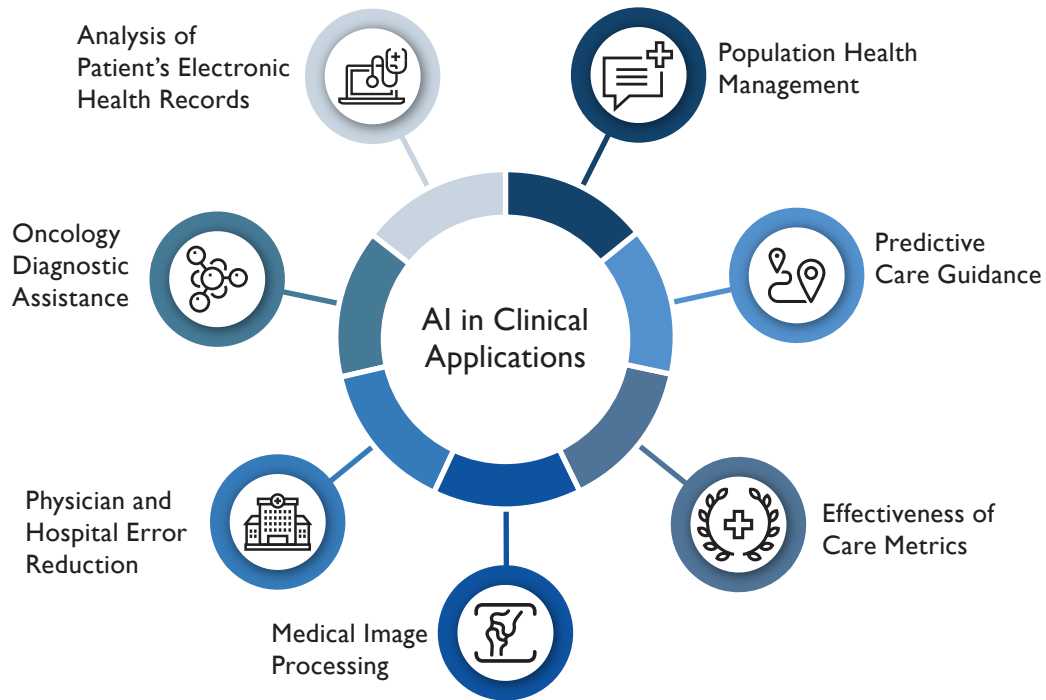 Analysis of
Patient's Electronic
Health Records
Population Health
Management
Oncology
Diagnostic
Assistance
Predictive
Care Guidance
AI in Clinical
Applications
Physician and
Hospital Error
Reduction
Effectiveness of
Care Metrics
Medical Image
Processing